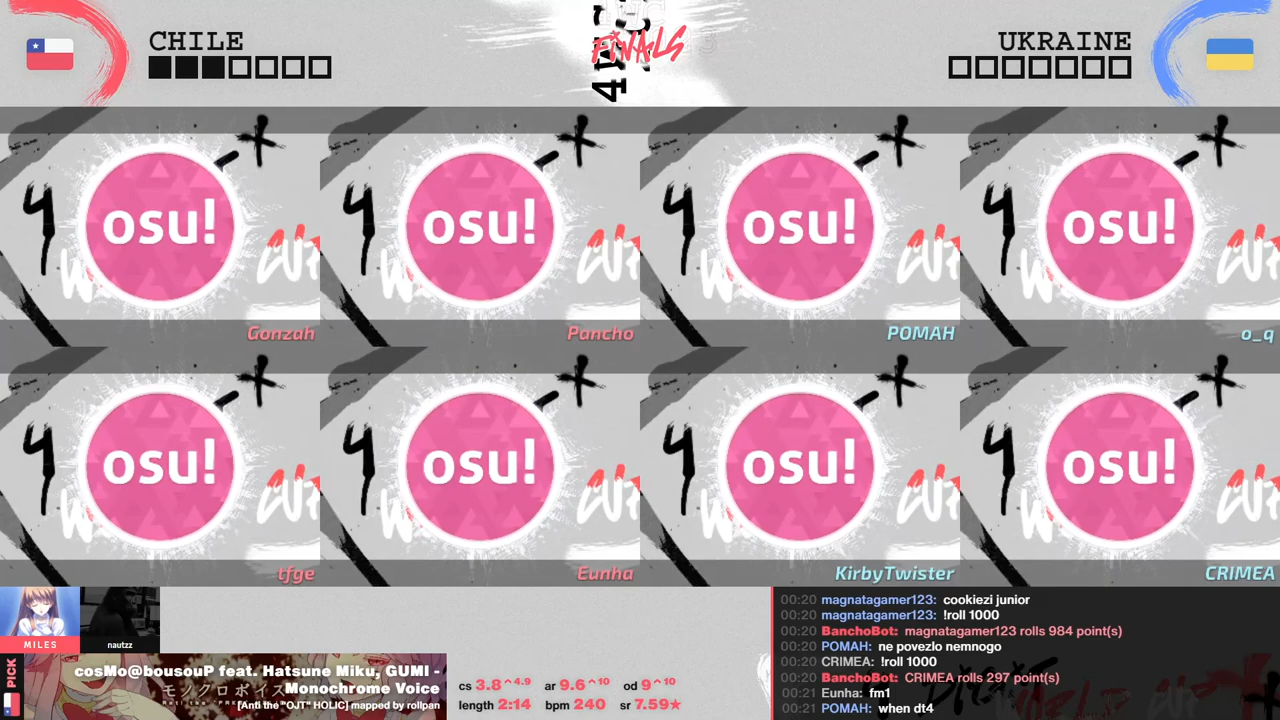 CHILE
UKRAINE
4
FINALS
osu!
osu!
osu!
osu!
Gonzah
Pancho
POMAH
o_q
osu!
osu!
osu!
osu!
tfge
Eunha
KirbyTwister
CRIMEA
MILES
nautzz
PICK
cosMo@bousouP feat. Hatsune Miku, GUMI -
モノクロボイス
Monochrome Voice
[Anti the "OJT" HOLIC] mapped by rollpan
cs 3.8^4.9 ar 9.6^10 od 9^10
length 2:14 bpm 240 sr 7.59★
00:20 magnatagamer123: cookiezi junior
00:20 magnatagamer123: !roll 1000
00:20 BanchoBot: magnatagamer123 rolls 984 point(s)
00:20 POMAH: ne povezlo nemnogo
00:20 CRIMEA: !roll 1000
00:20 BanchoBot: CRIMEA rolls 297 point(s)
00:21 Eunha: fm1
00:21 POMAH: when dt4